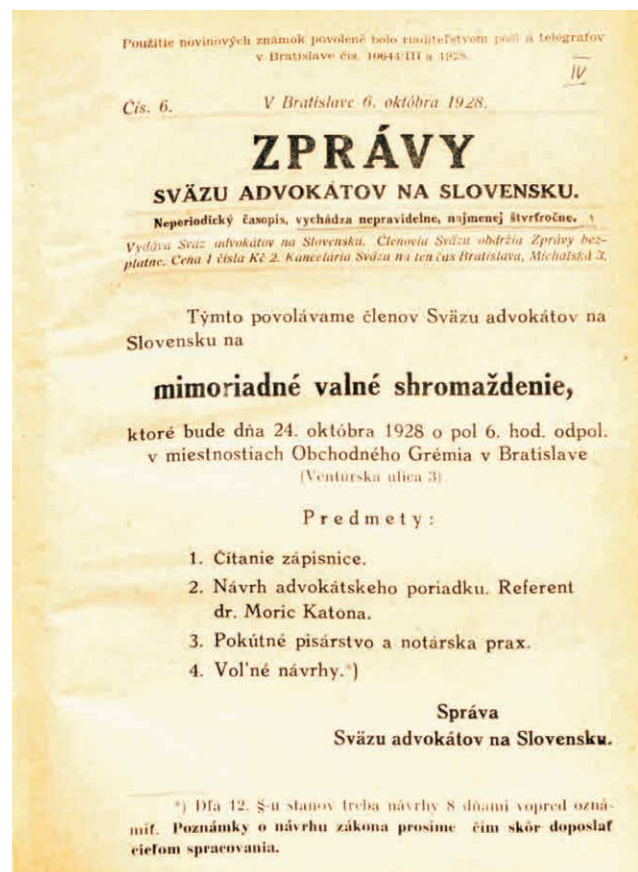 Použitie novinových známok povolené bolo riaditeľstvom pošt a telegrafov
v Bratislave čís. 10644/III a 1928.
IV
Čís. 6. V Bratislave 6. októbra 1928.
ZPRÁVY
SVÄZU ADVOKÁTOV NA SLOVENSKU.
Neperiodický časopis, vychádza nepravidelne, najmenej štvrťročne.
Vydáva Sväz advokátov na Slovensku. Členovia Sväzu obdržia Zprávy bez-
platne. Cena 1 čísla Kč 2. Kancelária Sväzu na ten čas Bratislava, Michalská 3.
Týmto povolávame členov Sväzu advokátov na
Slovensku na
mimoriadné valné shromaždenie,
ktoré bude dňa 24. októbra 1928 o pol 6. hod. odpol.
v miestnostiach Obchodného Grémia v Bratislave
(Ventúrska ulica 3)
Predmety:
1. Čítanie zápisnice.
2. Návrh advokátskeho poriadku. Referent
dr. Moric Katona.
3. Pokútné pisárstvo a notárska prax.
4. Voľné návrhy.*)
Správa
Sväzu advokátov na Slovensku.
*) Dľa 12. §-u stanov treba návrhy 8 dňami vopred ozná-
miť. Poznámky o návrhu zákona prosíme čím skôr doposlať
cieľom spracovania.